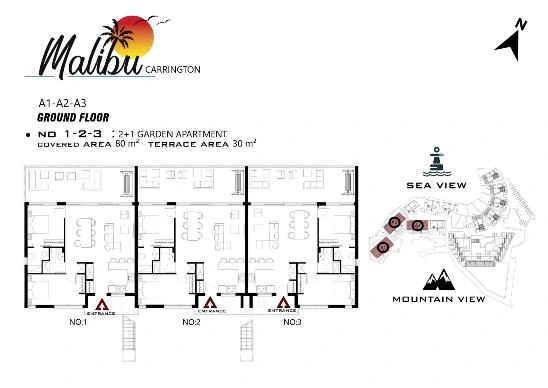 Malibu
CARRINGTON
N
A1-A2-A3
GROUND FLOOR
• NO 1-2-3 : 2+1 GARDEN APARTMENT
COVERED AREA 80 m² - TERRACE AREA 30 m²
SEA VIEW
MOUNTAIN VIEW
ENTRANCE
ENTRANCE
ENTRANCE
NO:1
NO:2
NO:3